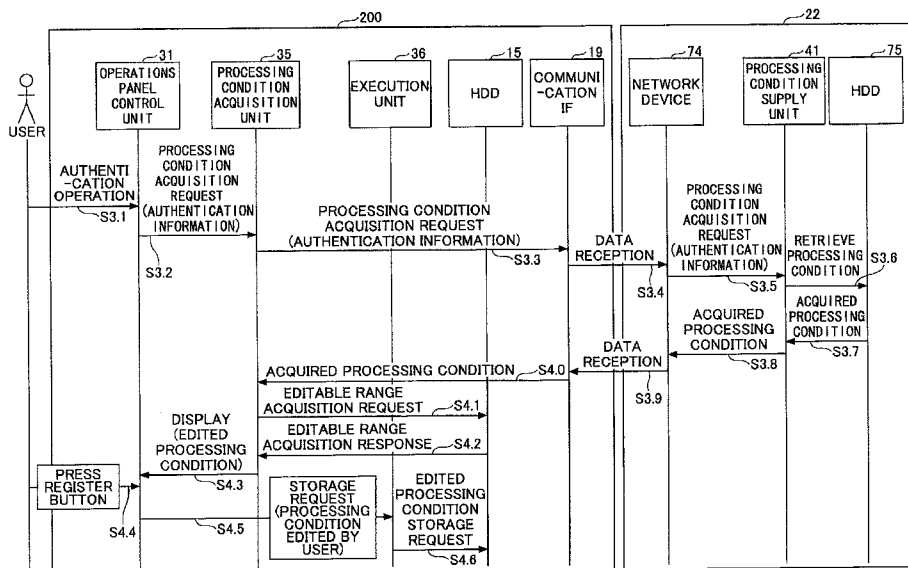 200
22
31
35
36
15
19
74
41
75
OPERATIONS
PANEL
CONTROL
UNIT
PROCESSING
CONDITION
ACQUISITION
UNIT
EXECUTION
UNIT
HDD
COMMUNI
-CATION
IF
NETWORK
DEVICE
PROCESSING
CONDITION
SUPPLY
UNIT
HDD
USER
AUTHENTI
-CATION
OPERATION
S3.1
PROCESSING
CONDITION
ACQUISITION
REQUEST
(AUTHENTICATION
INFORMATION)
S3.2
PROCESSING CONDITION
ACQUISITION REQUEST
(AUTHENTICATION INFORMATION)
S3.3
DATA
RECEPTION
S3.4
PROCESSING
CONDITION
ACQUISITION
REQUEST
(AUTHENTICATION
INFORMATION)
S3.5
RETRIEVE
PROCESSING
CONDITION
S3.6
ACQUIRED
PROCESSING
CONDITION
S3.7
ACQUIRED
PROCESSING
CONDITION
S3.8
DATA
RECEPTION
S3.9
ACQUIRED PROCESSING CONDITION
S4.0
EDITABLE RANGE
ACQUISITION REQUEST
S4.1
EDITABLE RANGE
ACQUISITION RESPONSE
S4.2
DISPLAY
(EDITED
PROCESSING
CONDITION)
S4.3
PRESS
REGISTER
BUTTON
S4.4
S4.5
STORAGE
REQUEST
(PROCESSING
CONDITION
EDITED BY
USER)
EDITED
PROCESSING
CONDITION
STORAGE
REQUEST
S4.6